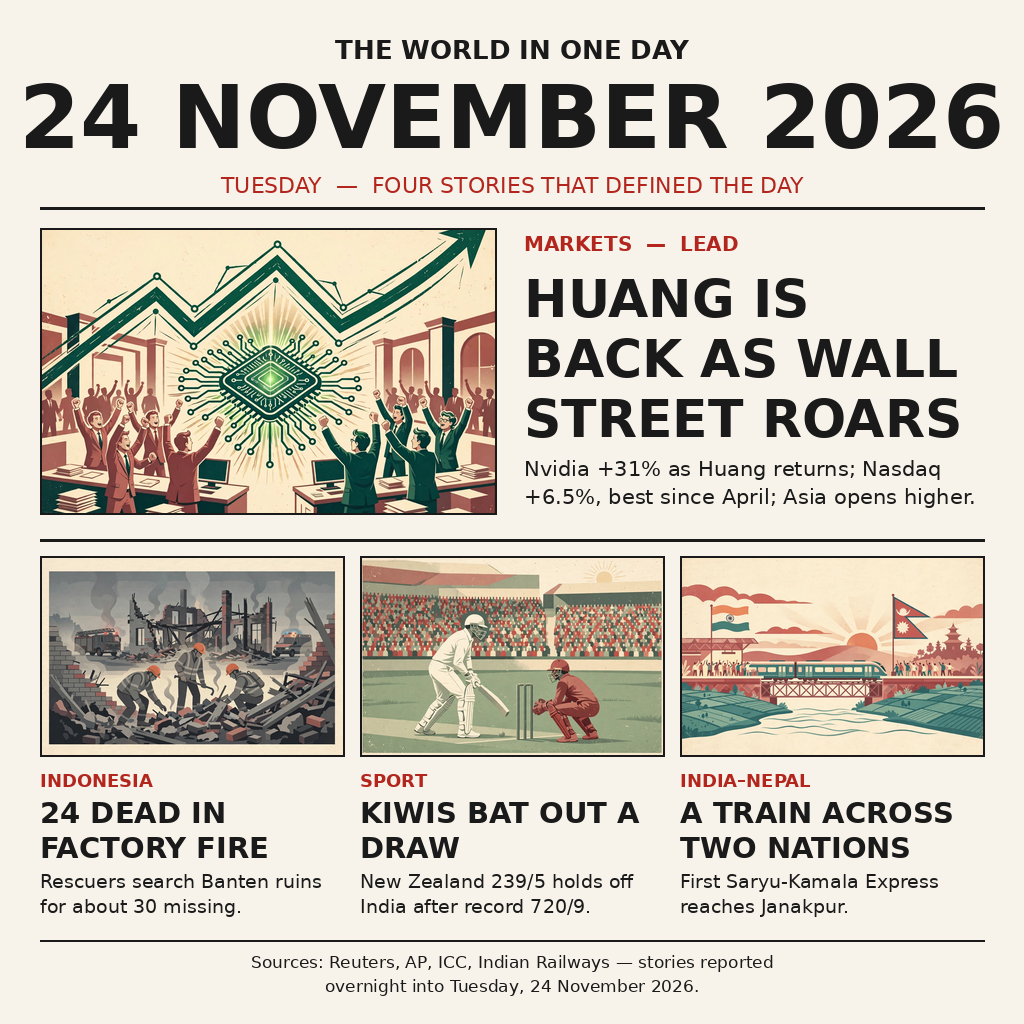 THE WORLD IN ONE DAY
24 NOVEMBER 2026
TUESDAY — FOUR STORIES THAT DEFINED THE DAY
MARKETS — LEAD
HUANG IS
BACK AS WALL
STREET ROARS
Nvidia +31% as Huang returns; Nasdaq
+6.5%, best since April; Asia opens higher.
INDONESIA
24 DEAD IN
FACTORY FIRE
Rescuers search Banten ruins
for about 30 missing.
SPORT
KIWIS BAT OUT A
DRAW
New Zealand 239/5 holds off
India after record 720/9.
INDIA–NEPAL
A TRAIN ACROSS
TWO NATIONS
First Saryu-Kamala Express
reaches Janakpur.
Sources: Reuters, AP, ICC, Indian Railways — stories reported
overnight into Tuesday, 24 November 2026.